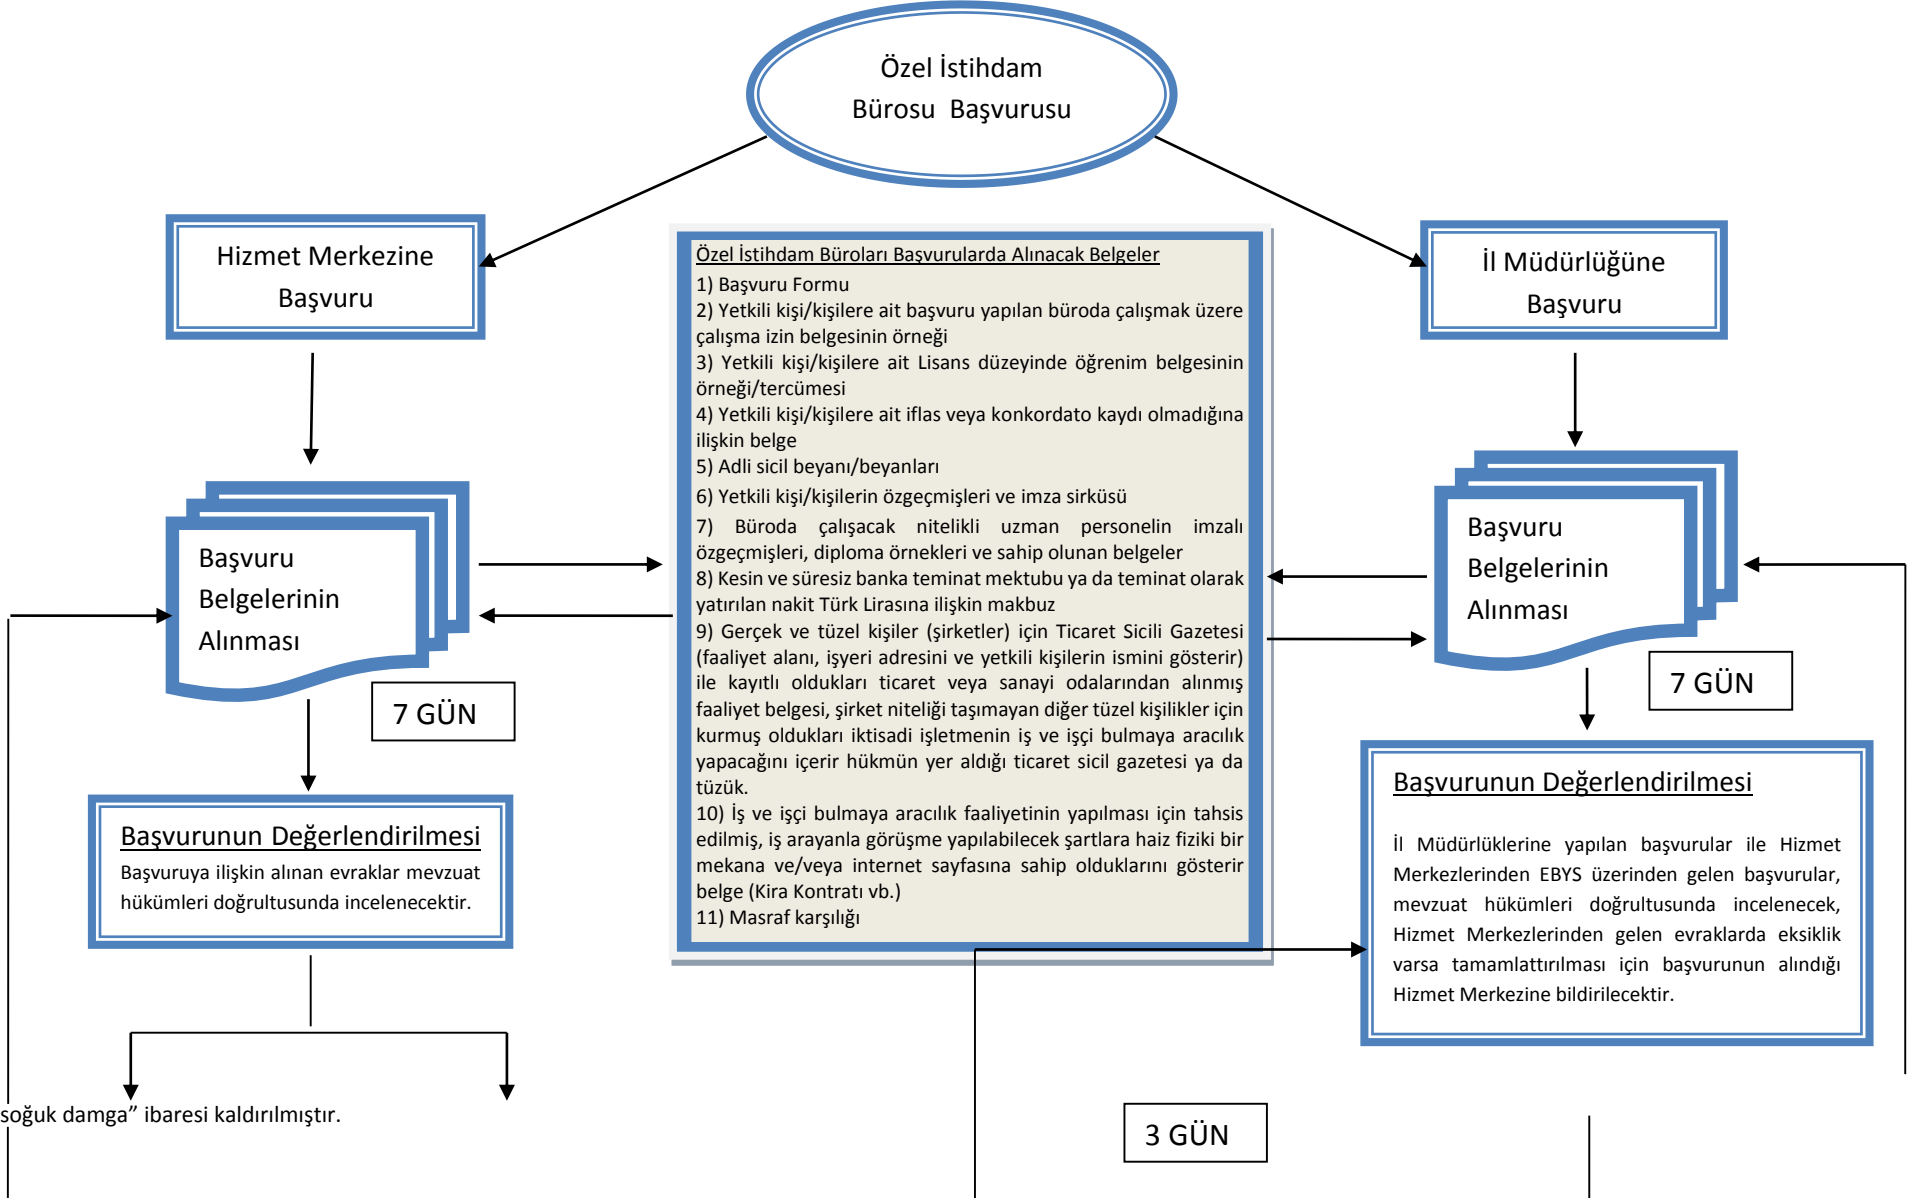 Özel İstihdam
Bürosu Başvurusu
Hizmet Merkezine
Başvuru
İl Müdürlüğüne
Başvuru
Özel İstihdam Büroları Başvurularda Alınacak Belgeler
1) Başvuru Formu
2) Yetkili kişi/kişilere ait başvuru yapılan büroda çalışmak üzere
çalışma izin belgesinin örneği
3) Yetkili kişi/kişilere ait Lisans düzeyinde öğrenim belgesinin
örneği/tercümesi
4) Yetkili kişi/kişilere ait iflas veya konkordato kaydı olmadığına
ilişkin belge
5) Adli sicil beyanı/beyanları
6) Yetkili kişi/kişilerin özgeçmişleri ve imza sirküsü
7) Büroda çalışacak nitelikli uzman personelin imzalı
özgeçmişleri, diploma örnekleri ve sahip olunan belgeler
8) Kesin ve süresiz banka teminat mektubu ya da teminat olarak
yatırılan nakit Türk Lirasına ilişkin makbuz
9) Gerçek ve tüzel kişiler (şirketler) için Ticaret Sicili Gazetesi
(faaliyet alanı, işyeri adresini ve yetkili kişilerin ismini gösterir)
ile kayıtlı oldukları ticaret veya sanayi odalarından alınmış
faaliyet belgesi, şirket niteliği taşımayan diğer tüzel kişilikler için
kurmuş oldukları iktisadi işletmenin iş ve işçi bulmaya aracılık
yapacağını içerir hükmün yer aldığı ticaret sicil gazetesi ya da
tüzük.
10) İş ve işçi bulmaya aracılık faaliyetinin yapılması için tahsis
edilmiş, iş arayanla görüşme yapılabilecek şartlara haiz fiziki bir
mekana ve/veya internet sayfasına sahip olduklarını gösterir
belge (Kira Kontratı vb.)
11) Masraf karşılığı
Başvuru
Belgelerinin
Alınması
7 GÜN
Başvuru
Belgelerinin
Alınması
7 GÜN
Başvurunun Değerlendirilmesi
Başvuruya ilişkin alınan evraklar mevzuat
hükümleri doğrultusunda incelenecektir.
Başvurunun Değerlendirilmesi
İl Müdürlüklerine yapılan başvurular ile Hizmet
Merkezlerinden EBYS üzerinden gelen başvurular,
mevzuat hükümleri doğrultusunda incelenecek,
Hizmet Merkezlerinden gelen evraklarda eksiklik
varsa tamamlattırılması için başvurunun alındığı
Hizmet Merkezine bildirilecektir.
soğuk damga” ibaresi kaldırılmıştır.
3 GÜN